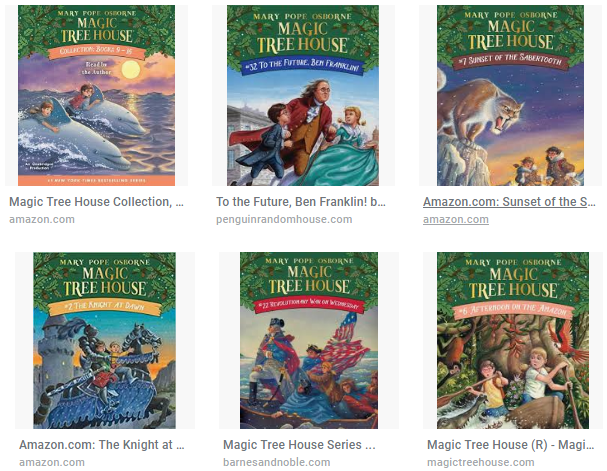 MARY POPE OSBORNE
MAGIC
TREE HOUSE
COLLECTION: BOOKS 9–16
Read by
the Author
An Unabridged
Production
#1 NEW YORK TIMES BESTSELLING SERIES
Magic Tree House Collection, ...
amazon.com
MARY POPE OSBORNE
MAGIC
TREE HOUSE
#32 TO THE FUTURE, BEN FRANKLIN!
To the Future, Ben Franklin! b...
penguinrandomhouse.com
MARY POPE OSBORNE
MAGIC
TREE HOUSE
#7 SUNSET OF THE SABERTOOTH
Amazon.com: Sunset of the S...
amazon.com
MARY POPE OSBORNE
MAGIC
TREE HOUSE
#2 THE KNIGHT AT DAWN
Amazon.com: The Knight at ...
amazon.com
MARY POPE OSBORNE
MAGIC
TREE HOUSE
#22 REVOLUTIONARY WAR ON WEDNESDAY
Magic Tree House Series ...
barnesandnoble.com
MARY POPE OSBORNE
MAGIC
TREE HOUSE
#6 AFTERNOON ON THE AMAZON
Magic Tree House (R) - Magi...
magictreehouse.com